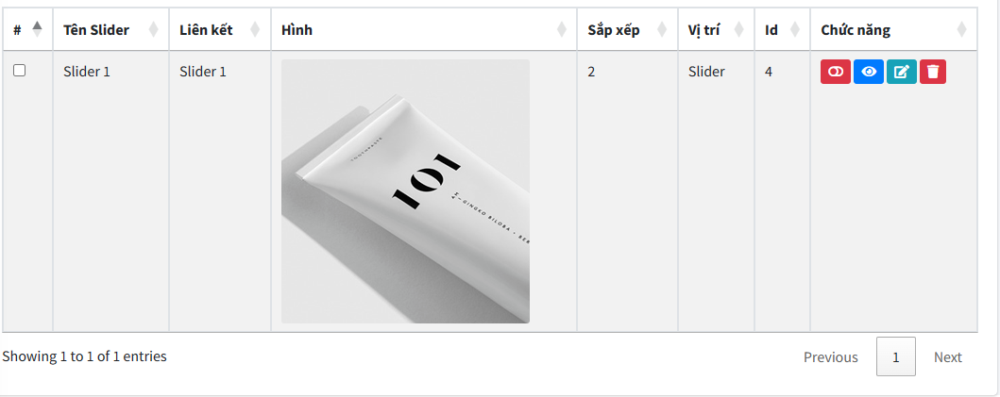 # Tên Slider Liên kết Hình Sắp xếp Vị trí Id Chức năng
Slider 1 Slider 1 2 Slider 4
101
GINGKO BILOBA - BER
Showing 1 to 1 of 1 entries
Previous 1 Next